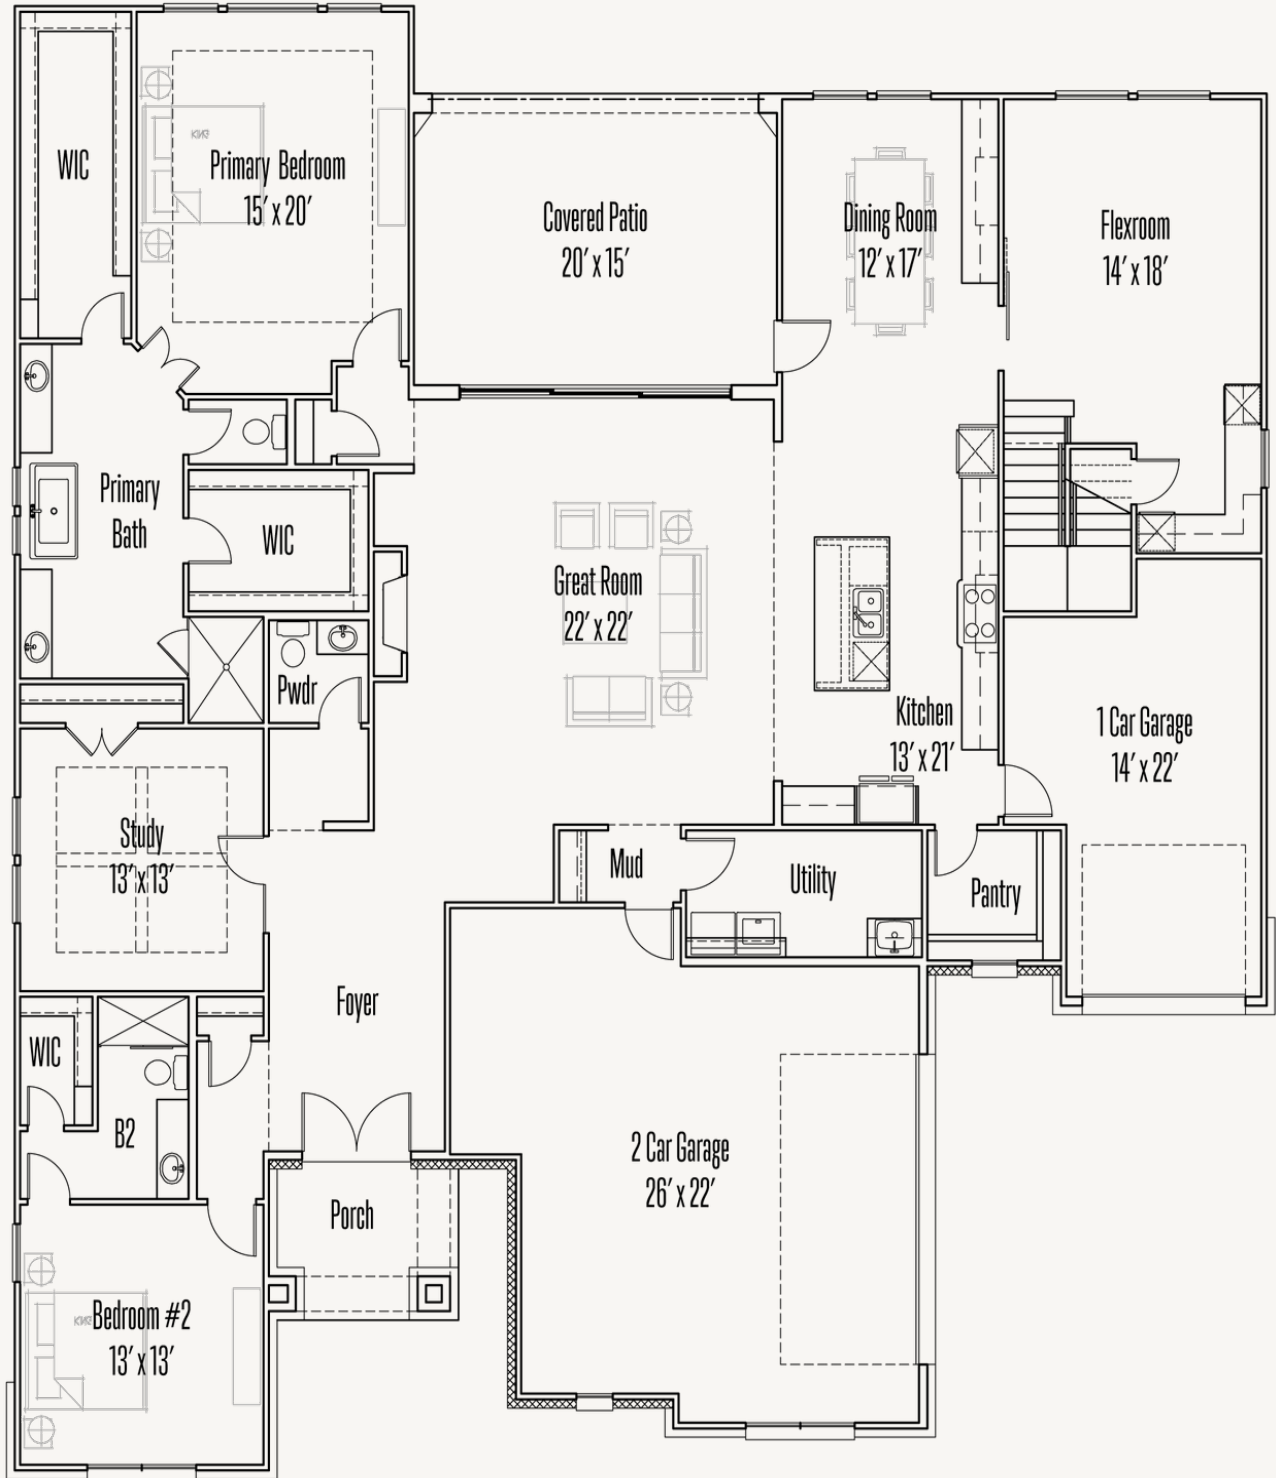 WIC
KING
Primary Bedroom
15' x 20'
Covered Patio
20' x 15'
Dining Room
12' x 17'
Flexroom
14' x 18'
Primary
Bath
WIC
Great Room
22' x 22'
Pwdr
Kitchen
13' x 21'
1 Car Garage
14' x 22'
Study
13' x 13'
Mud
Utility
Pantry
Foyer
WIC
B2
2 Car Garage
26' x 22'
Porch
KING
Bedroom #2
13' x 13'